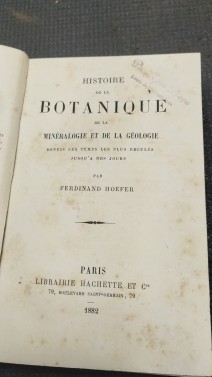 HISTOIRE
DE LA
BOTANIQUE
DE LA
MINÉRALOGIE ET DE LA GÉOLOGIE
DEPUIS LES TEMPS LES PLUS RECULÉS
JUSQU'A NOS JOURS
PAR
FERDINAND HOEFER
PARIS
LIBRAIRIE HACHETTE ET Cie
79, BOULEVARD SAINT-GERMAIN, 79
1882